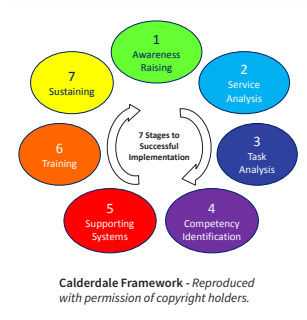 1
Awareness
Raising
2
Service
Analysis
3
Task
Analysis
4
Competency
Identification
5
Supporting
Systems
6
Training
7
Sustaining
7 Stages to
Successful
Implementation
Calderdale Framework - Reproduced
with permission of copyright holders.